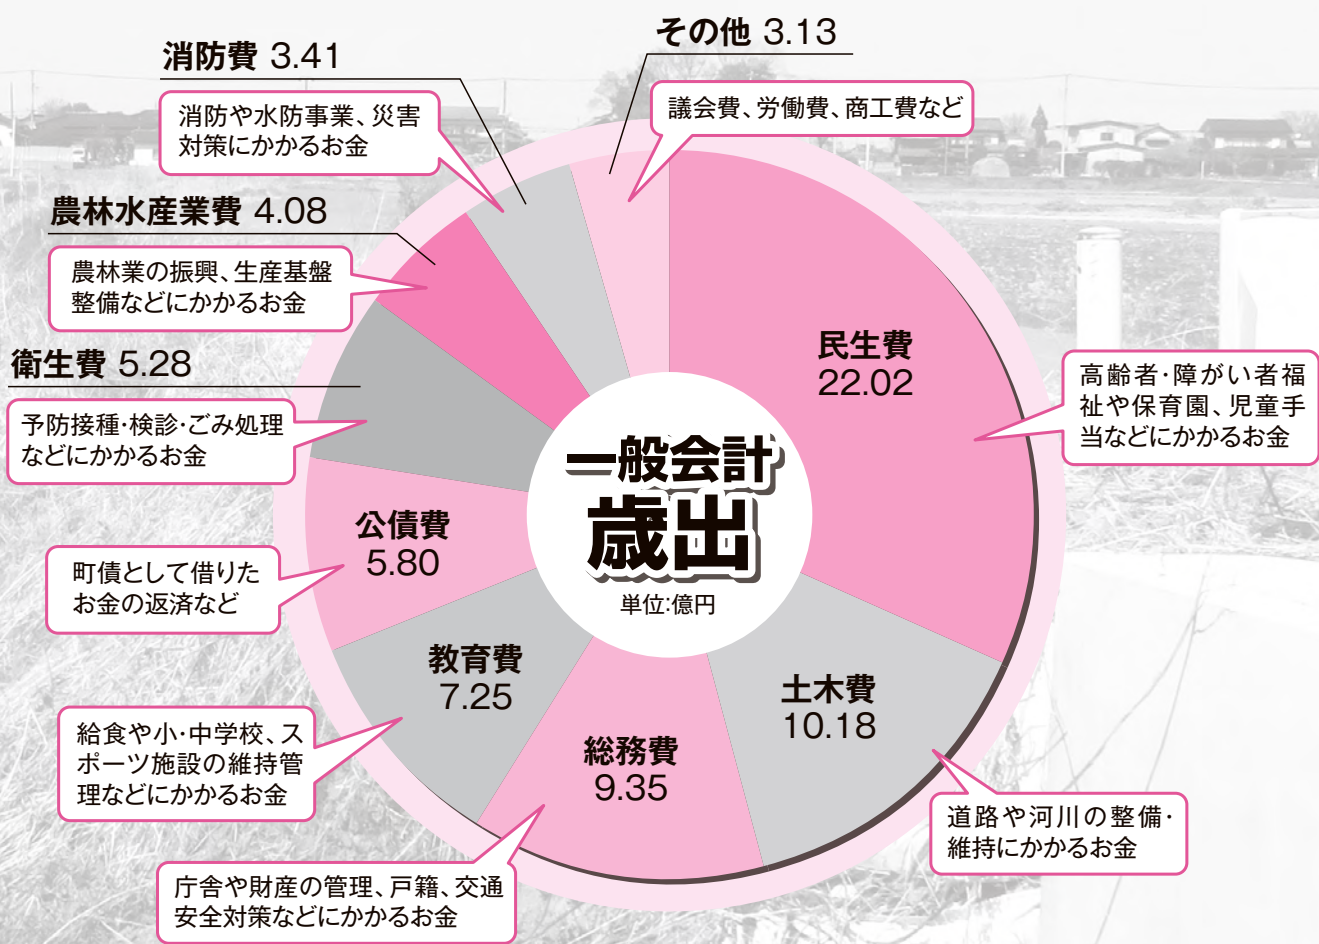 その他 3.13
議会費、労働費、商工費など
消防費 3.41
消防や水防事業、災害
対策にかかるお金
農林水産業費 4.08
農林業の振興、生産基盤
整備などにかかるお金
衛生費 5.28
予防接種・検診・ごみ処理
などにかかるお金
民生費
22.02
高齢者・障がい者福
祉や保育園、児童手
当などにかかるお金
一般会計
歳出
単位:億円
公債費
5.80
町債として借りた
お金の返済など
教育費
7.25
給食や小・中学校、ス
ポーツ施設の維持管
理などにかかるお金
土木費
10.18
道路や河川の整備・
維持にかかるお金
総務費
9.35
庁舎や財産の管理、戸籍、交通
安全対策などにかかるお金